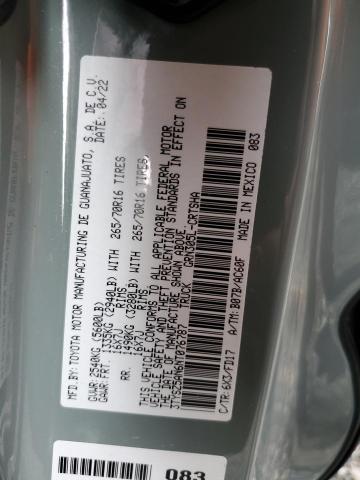 MFD.BY: TOYOTA MOTOR MANUFACTURING DE GUANAJUATO, S.A. DE C.V.
DATE: 04/22
GVWR: 2540KG (5600LB)
GAWR: FRT. 1335KG (2940LB) WITH 265/70R16 TIRES
16X7J RIMS
RR. 1490KG (3280LB) WITH 265/70R16 TIRES,
16X7J RIMS
THIS VEHICLE CONFORMS TO ALL APPLICABLE FEDERAL MOTOR
VEHICLE SAFETY AND THEFT PREVENTION STANDARDS IN EFFECT ON
THE DATE OF MANUFACTURE SHOWN ABOVE.
TRUCK GRN305L-CRTSHA
C/TR: 6X3/FD17
A/TM: B07B/AC60F
MADE IN MEXICO 083
083